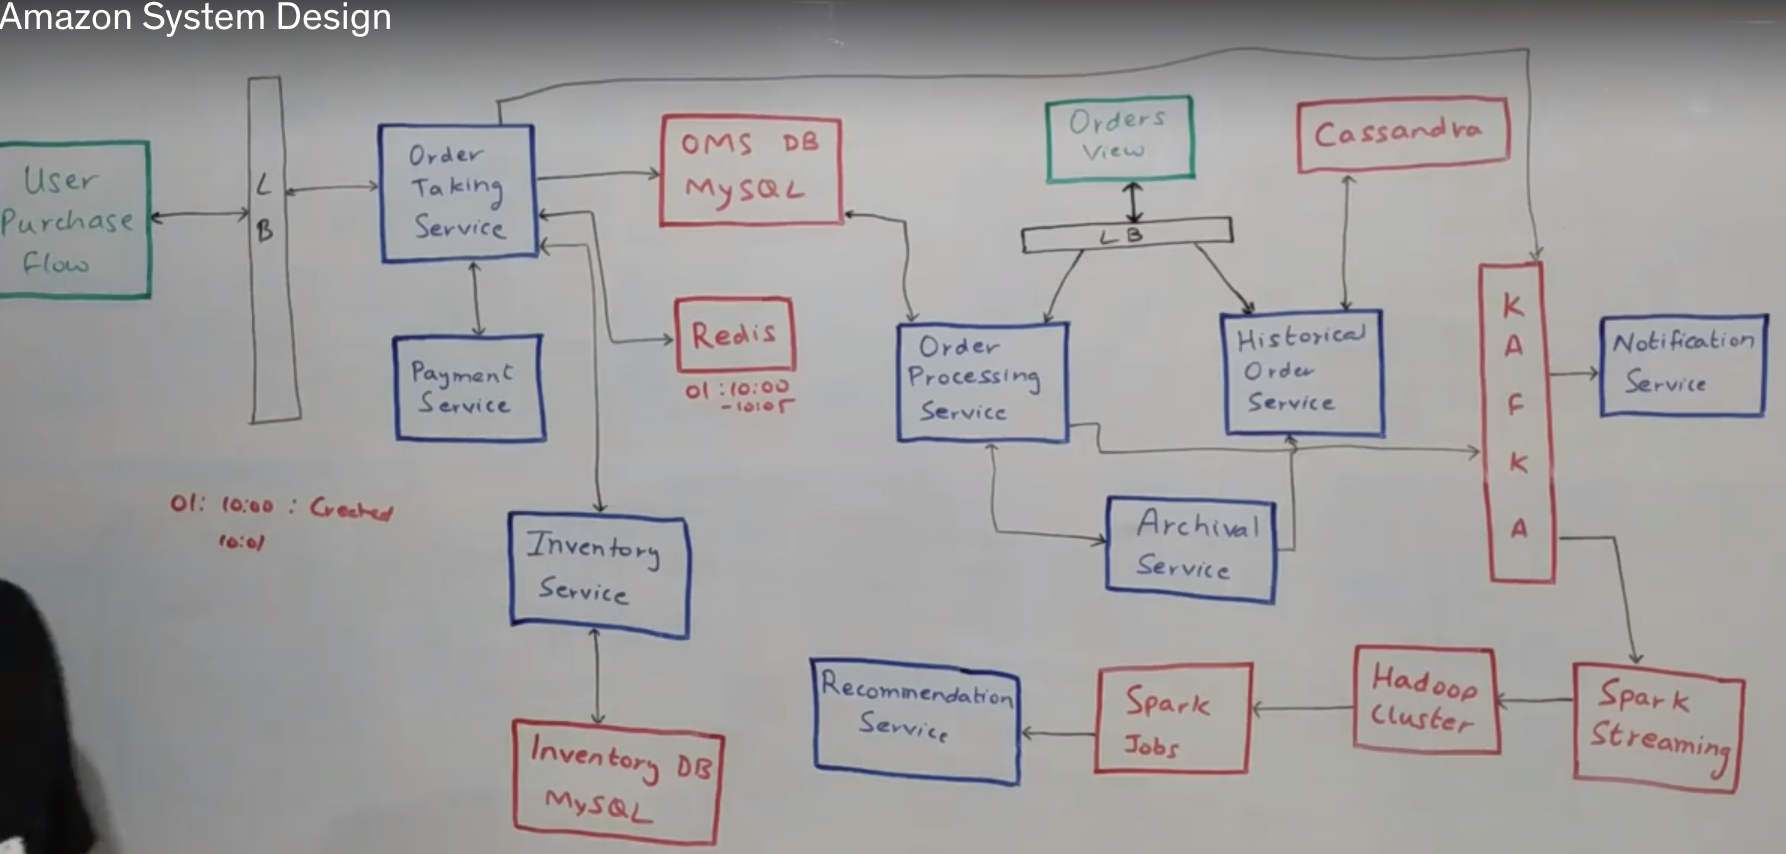 Amazon System Design
User
Purchase
Flow
L
B
Order
Taking
Service
Payment
Service
OMS DB
MySQL
Redis
01:10:00
-10:05
01: 10:00 : Created
10:01
Inventory
Service
Inventory DB
MySQL
Orders
View
LB
Cassandra
Order
Processing
Service
Historical
Order
Service
Archival
Service
K
A
F
K
A
Notification
Service
Recommendation
Service
Spark
Jobs
Hadoop
Cluster
Spark
Streaming